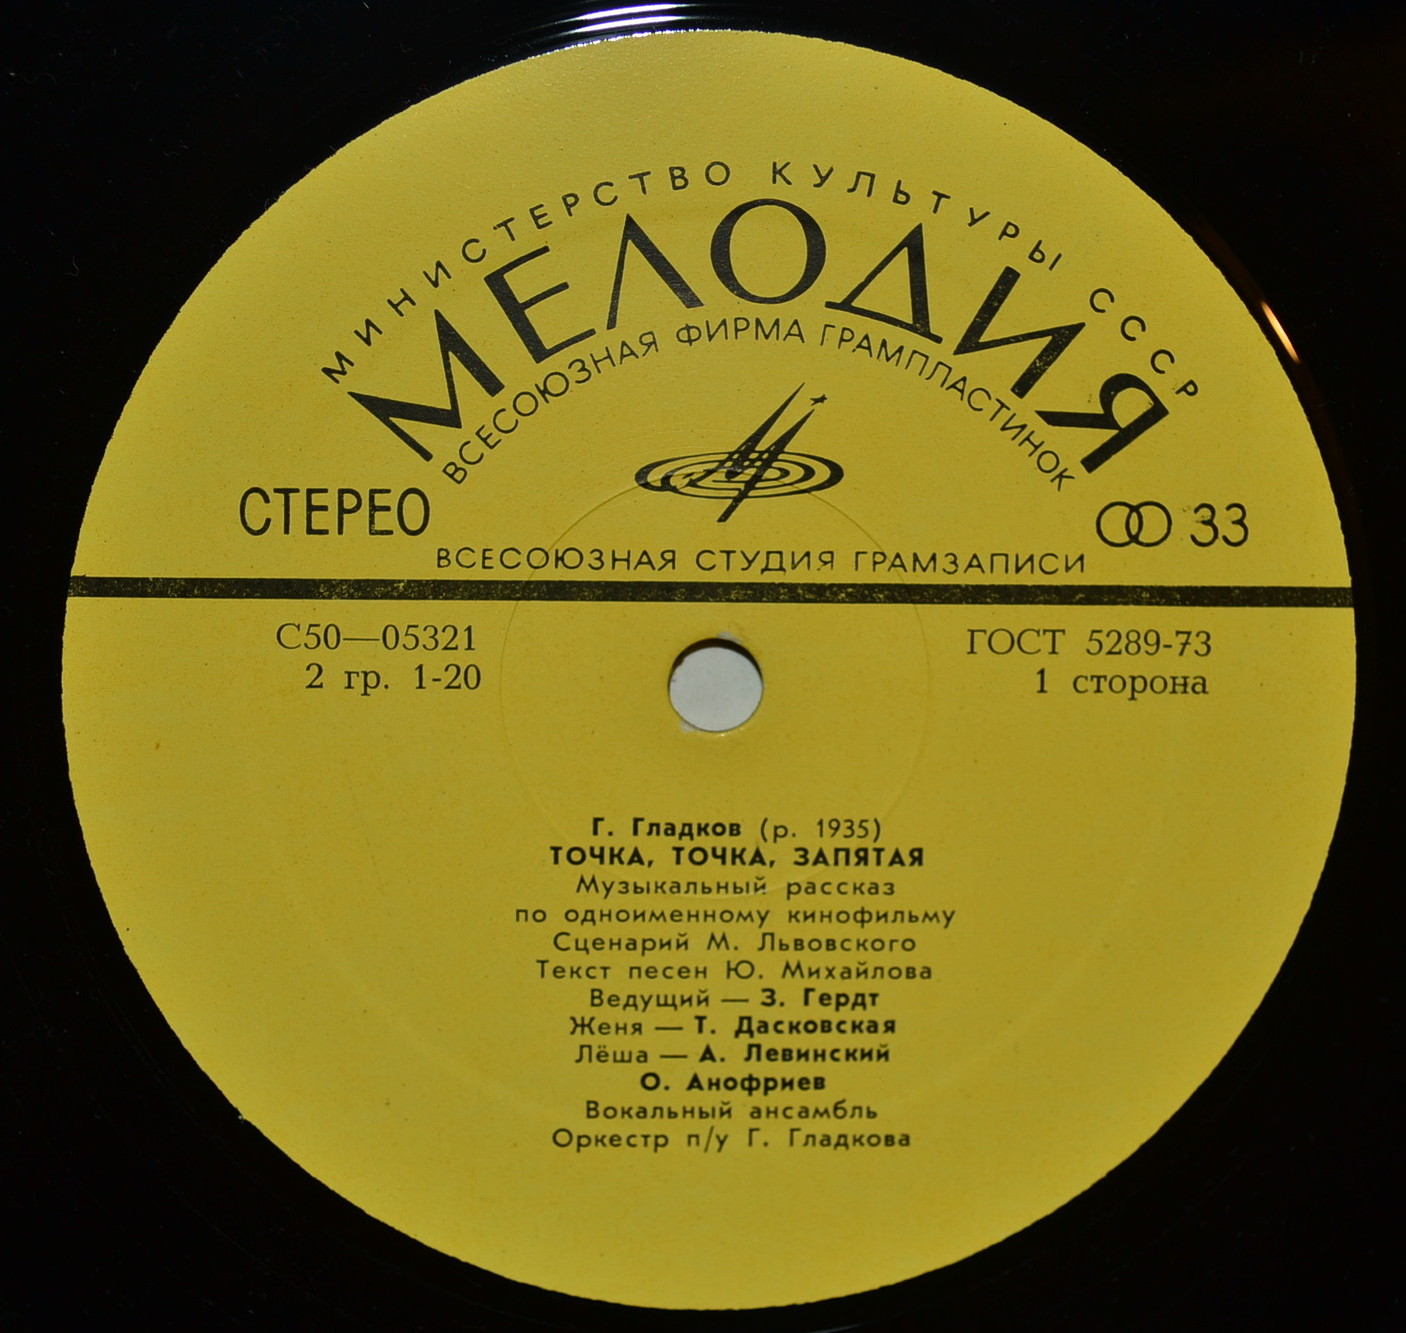 МИНИСТЕРСТВО КУЛЬТУРЫ СССР
МЕЛОДИЯ
ВСЕСОЮЗНАЯ ФИРМА ГРАМПЛАСТИНОК
СТЕРЕО
33
ВСЕСОЮЗНАЯ СТУДИЯ ГРАМЗАПИСИ
С50—05321
ГОСТ 5289-73
2 гр. 1-20
1 сторона
Г. Гладков (р. 1935)
ТОЧКА, ТОЧКА, ЗАПЯТАЯ
Музыкальный рассказ
по одноименному кинофильму
Сценарий М. Львовского
Текст песен Ю. Михайлова
Ведущий — З. Гердт
Женя — Т. Дасковская
Лёша — А. Левинский
О. Анофриев
Вокальный ансамбль
Оркестр п/у Г. Гладкова